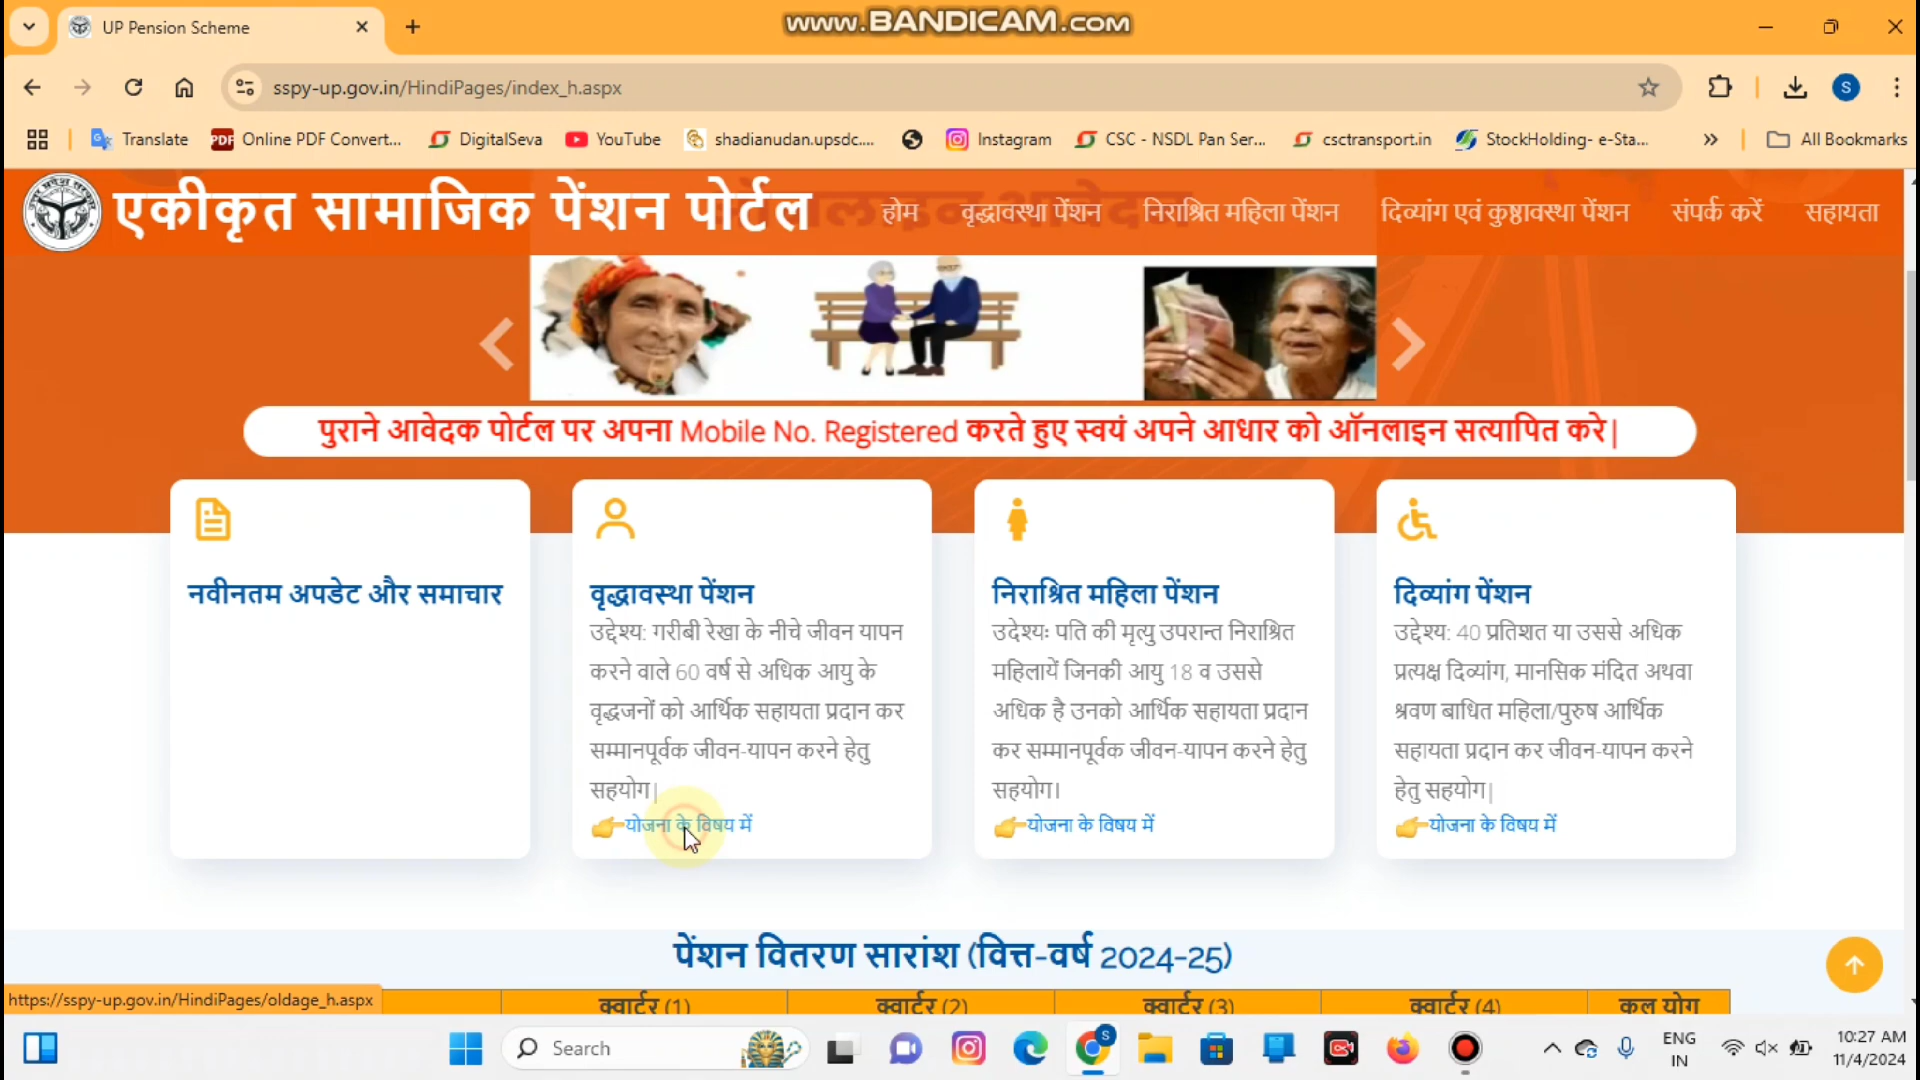 UP Pension Scheme
www.BANDICAM.com
sspy-up.gov.in/HindiPages/index_h.aspx
S
Translate
PDF Online PDF Convert...
DigitalSeva
YouTube
shadianudan.upsdc....
Instagram
CSC - NSDL Pan Ser...
csctransport.in
StockHolding- e-Sta...
All Bookmarks
एकीकृत सामाजिक पेंशन पोर्टल
होम
वृद्धावस्था पेंशन
निराश्रित महिला पेंशन
दिव्यांग एवं कुष्ठावस्था पेंशन
संपर्क करें
सहायता
पुराने आवेदक पोर्टल पर अपना Mobile No. Registered करते हुए स्वयं अपने आधार को ऑनलाइन सत्यापित करे|
नवीनतम अपडेट और समाचार
वृद्धावस्था पेंशन
उद्देश्य: गरीबी रेखा के नीचे जीवन यापन
करने वाले 60 वर्ष से अधिक आयु के
वृद्धजनों को आर्थिक सहायता प्रदान कर
सम्मानपूर्वक जीवन-यापन करने हेतु
सहयोग|
योजना के विषय में
निराश्रित महिला पेंशन
उदेश्यः पति की मृत्यु उपरान्त निराश्रित
महिलायें जिनकी आयु 18 व उससे
अधिक है उनको आर्थिक सहायता प्रदान
कर सम्मानपूर्वक जीवन-यापन करने हेतु
सहयोग।
योजना के विषय में
दिव्यांग पेंशन
उद्देश्य: 40 प्रतिशत या उससे अधिक
प्रत्यक्ष दिव्यांग, मानसिक मंदित अथवा
श्रवण बाधित महिला/पुरुष आर्थिक
सहायता प्रदान कर जीवन-यापन करने
हेतु सहयोग|
योजना के विषय में
पेंशन वितरण सारांश (वित्त-वर्ष 2024-25)
https://sspy-up.gov.in/HindiPages/oldage_h.aspx
क्वार्टर (1)
क्वार्टर (2)
क्वार्टर (3)
क्वार्टर (4)
कुल योग
Search
S
ENG
IN
10:27 AM
11/4/2024